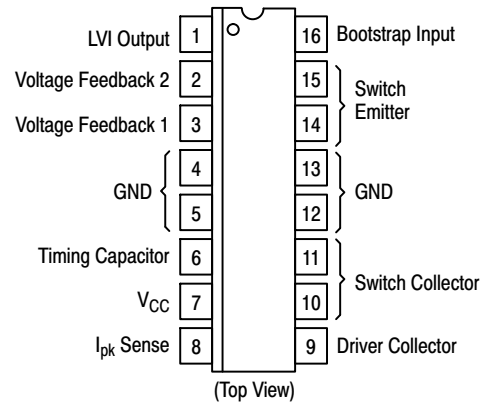 LVI Output 1 16 Bootstrap Input
Voltage Feedback 2 2 15 Switch
Emitter
Voltage Feedback 1 3 14
GND 4 13 GND
5 12
Timing Capacitor 6 11 Switch Collector
VCC 7 10
Ipk Sense 8 9 Driver Collector
(Top View)